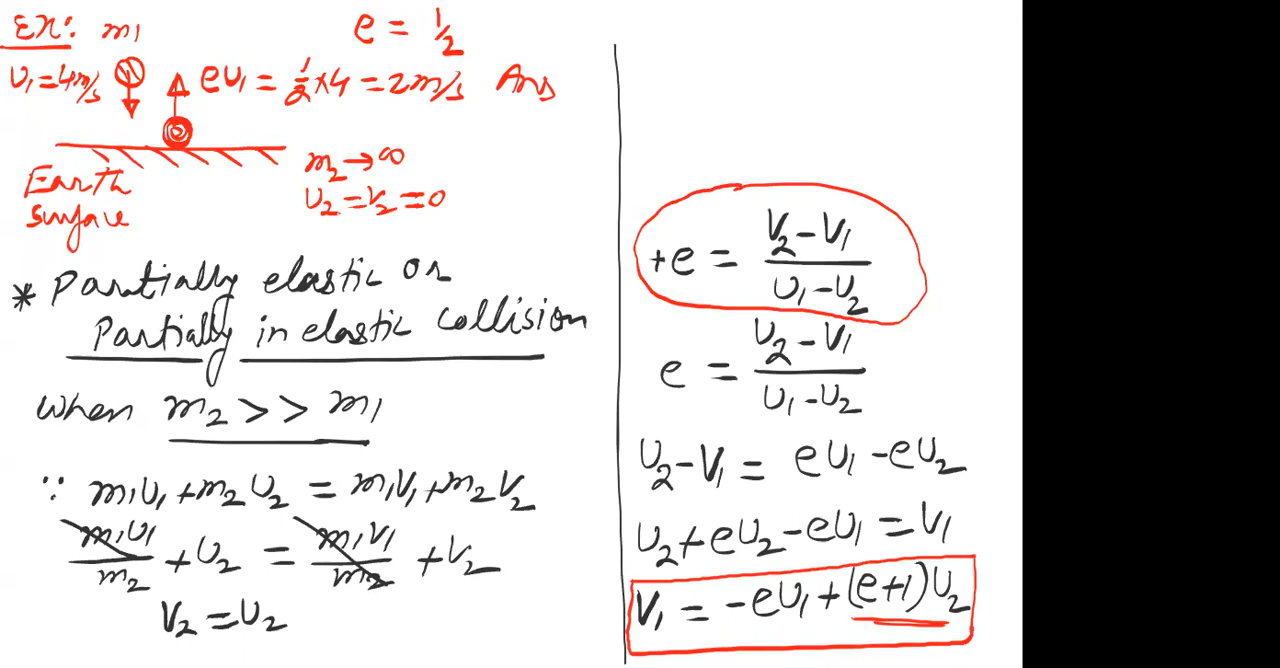 Ex: m1 e = 1/2
U1 = 4m/s eU1 = 1/2 × 4 = 2m/s Ans
m2 → ∞
U2 = V2 = 0
Earth
surface
* Partially elastic or
Partially in elastic collision
when m2 >> m1
∵ m1U1 + m2U2 = m1V1 + m2V2
m1U1/m2 + U2 = m1V1/m2 + V2
V2 = U2
+e = V2 - V1 / U1 - U2
e = U2 - V1 / U1 - U2
U2 - V1 = eU1 - eU2
U2 + eU2 - eU1 = V1
V1 = -eU1 + (e+1)U2